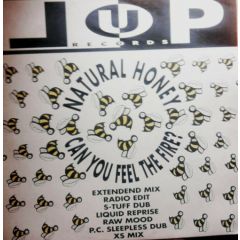 UP
RECORDS
NATURAL HONEY
CAN YOU FEEL THE FIRE?
EXTENDEND MIX
RADIO EDIT
S-TUFF DUB
LIQUID REPRISE
RAW MOOD
P.C. SLEEPLESS DUB
XS MIX